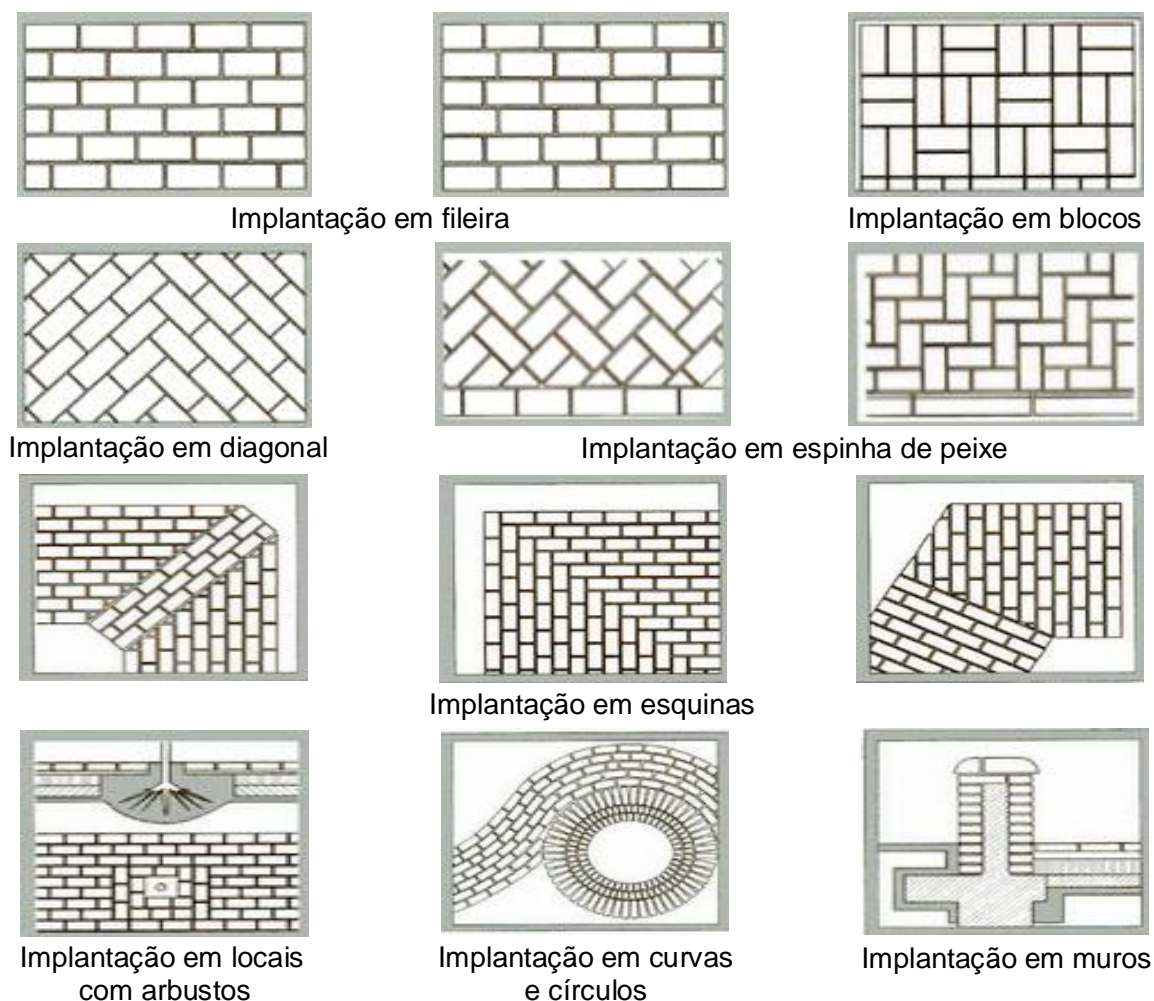 Implantação em fileira
Implantação em blocos
Implantação em diagonal
Implantação em espinha de peixe
Implantação em esquinas
Implantação em locais
com arbustos
Implantação em curvas
e círculos
Implantação em muros